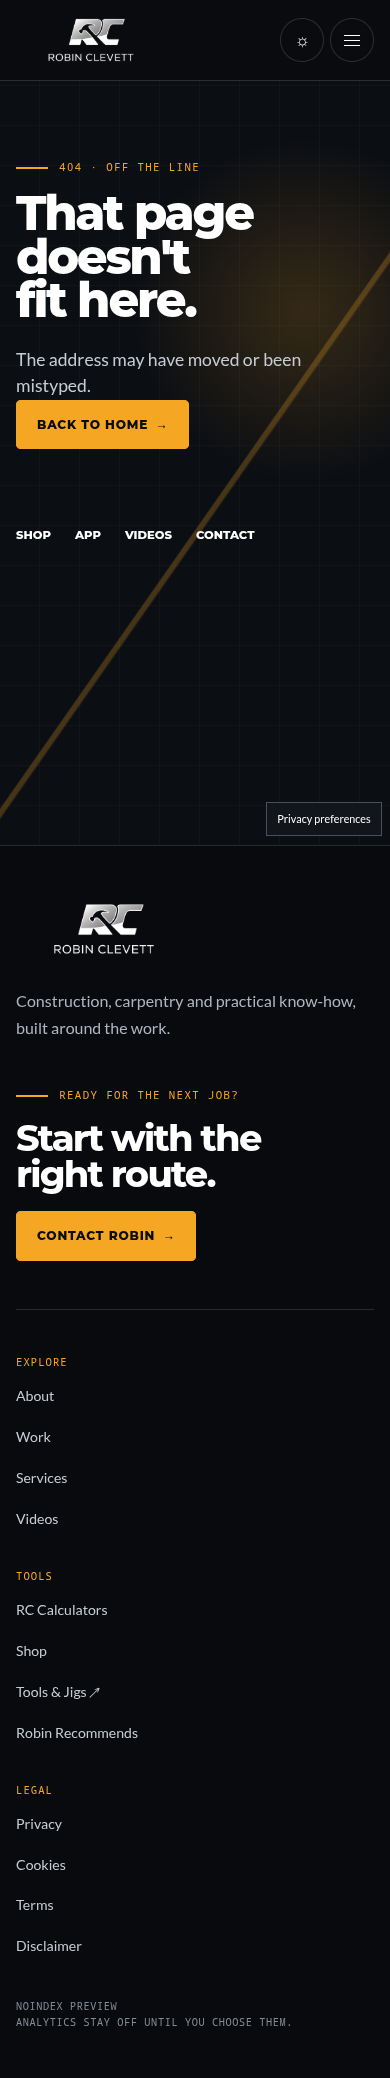 RC
ROBIN CLEVETT
404 · OFF THE LINE
That page
doesn't
fit here.
The address may have moved or been
mistyped.
BACK TO HOME →
SHOP APP VIDEOS CONTACT
Privacy preferences
RC
ROBIN CLEVETT
Construction, carpentry and practical know-how,
built around the work.
READY FOR THE NEXT JOB?
Start with the
right route.
CONTACT ROBIN →
EXPLORE
About
Work
Services
Videos
TOOLS
RC Calculators
Shop
Tools & Jigs ↗
Robin Recommends
LEGAL
Privacy
Cookies
Terms
Disclaimer
NOINDEX PREVIEW
ANALYTICS STAY OFF UNTIL YOU CHOOSE THEM.